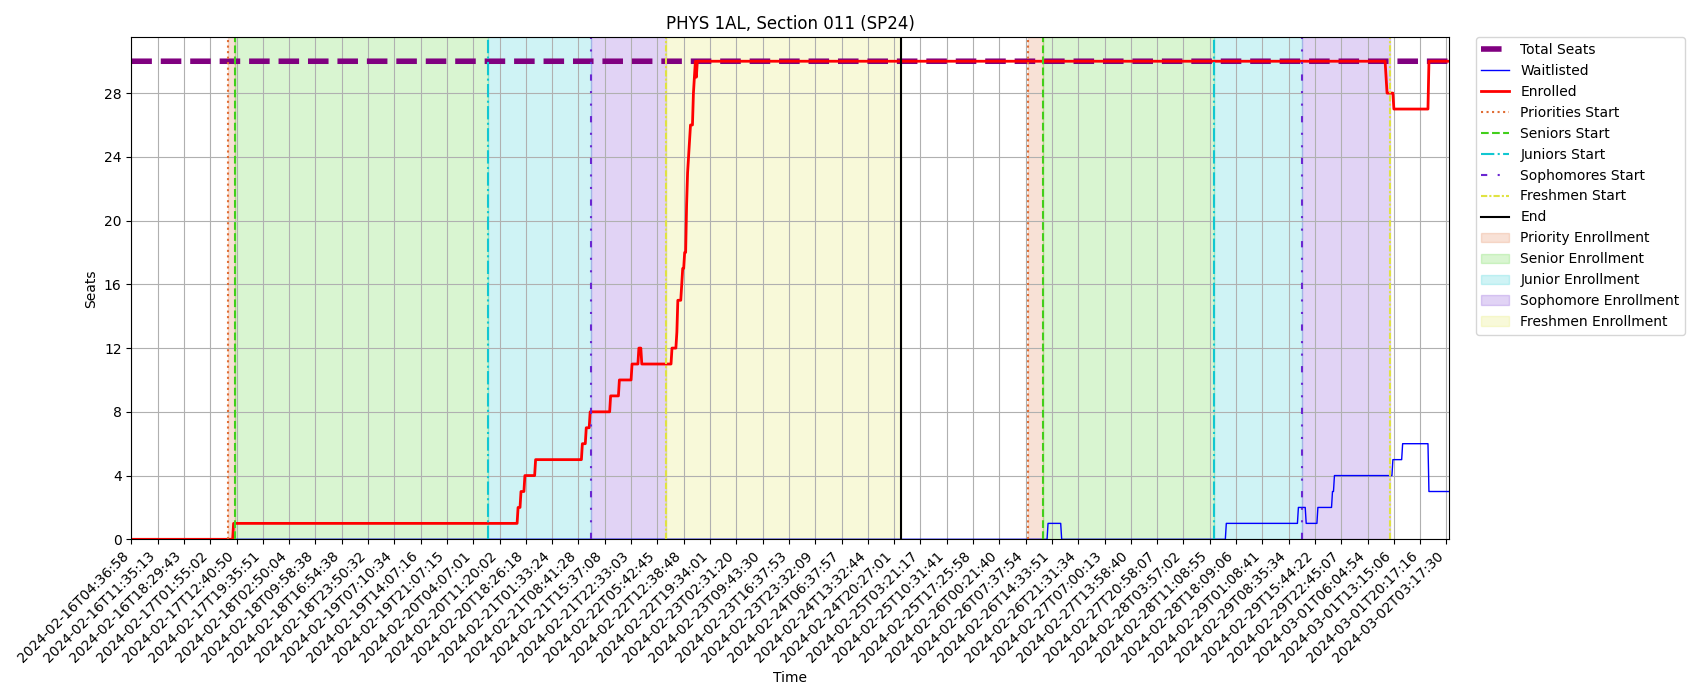 PHYS 1AL, Section 011 (SP24)
Seats
28
24
20
16
12
8
4
0
2024-02-16T04:36:58
2024-02-16T11:35:13
2024-02-16T18:29:43
2024-02-17T01:55:02
2024-02-17T12:40:50
2024-02-17T19:35:51
2024-02-18T02:50:04
2024-02-18T09:58:38
2024-02-18T16:54:38
2024-02-18T23:50:32
2024-02-19T07:10:34
2024-02-19T14:07:16
2024-02-19T21:07:15
2024-02-20T04:07:01
2024-02-20T11:20:02
2024-02-20T18:26:18
2024-02-21T01:33:24
2024-02-21T08:41:28
2024-02-21T15:37:08
2024-02-21T22:33:03
2024-02-22T05:42:45
2024-02-22T12:38:48
2024-02-22T19:34:01
2024-02-23T02:31:20
2024-02-23T09:43:30
2024-02-23T16:37:53
2024-02-23T23:32:09
2024-02-24T06:37:57
2024-02-24T13:32:44
2024-02-24T20:27:01
2024-02-25T03:21:17
2024-02-25T10:31:41
2024-02-25T17:25:58
2024-02-26T00:21:40
2024-02-26T07:37:54
2024-02-26T14:33:51
2024-02-26T21:31:34
2024-02-27T07:00:13
2024-02-27T13:58:40
2024-02-27T20:58:07
2024-02-28T03:57:02
2024-02-28T11:08:55
2024-02-28T18:09:06
2024-02-29T01:08:41
2024-02-29T08:35:34
2024-02-29T15:44:22
2024-02-29T22:45:07
2024-03-01T06:04:54
2024-03-01T13:15:06
2024-03-01T20:17:16
2024-03-02T03:17:30
Time
Total Seats
Waitlisted
Enrolled
Priorities Start
Seniors Start
Juniors Start
Sophomores Start
Freshmen Start
End
Priority Enrollment
Senior Enrollment
Junior Enrollment
Sophomore Enrollment
Freshmen Enrollment